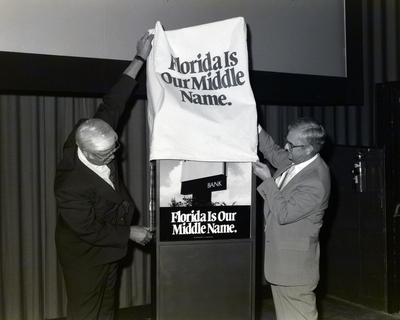 Florida Is
Our Middle
Name.
BANK
Florida Is Our
Middle Name.